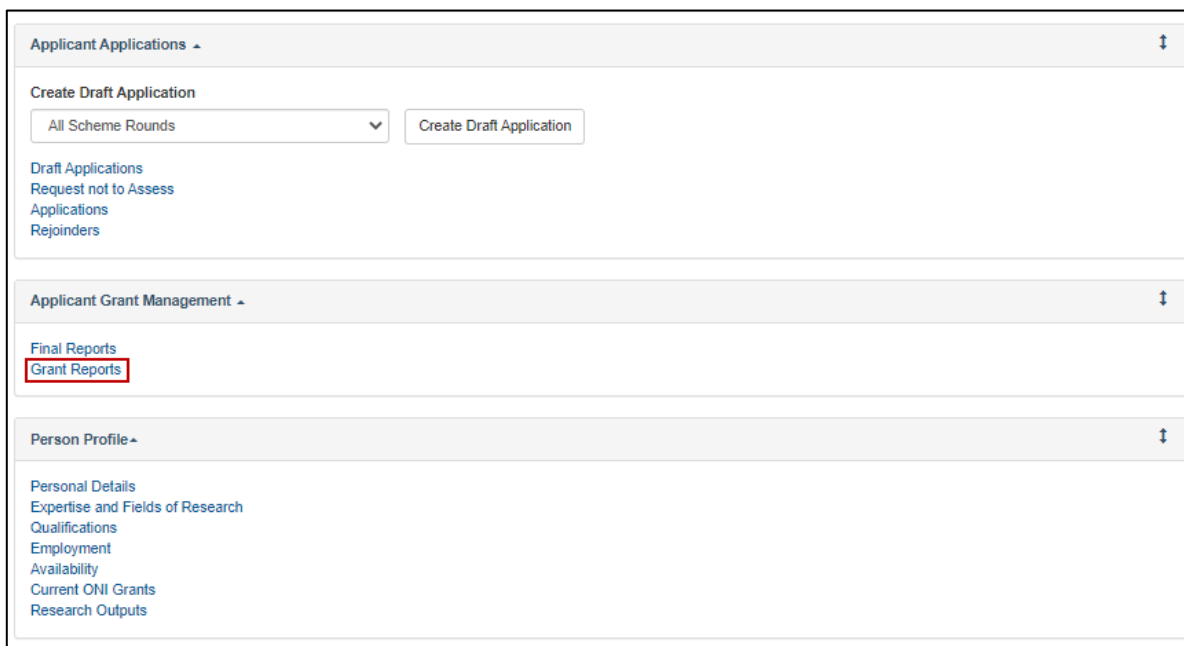 Applicant Applications
Create Draft Application
All Scheme Rounds Create Draft Application
Draft Applications
Request not to Assess
Applications
Rejoinders
Applicant Grant Management
Final Reports
Grant Reports
Person Profile
Personal Details
Expertise and Fields of Research
Qualifications
Employment
Availability
Current ONI Grants
Research Outputs